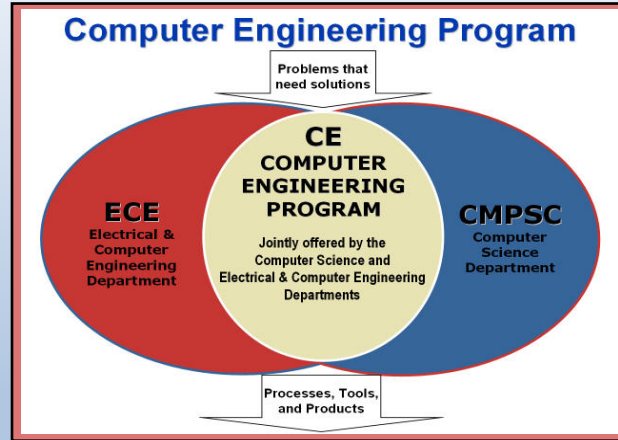 Computer Engineering Program
Problems that
need solutions
CE
COMPUTER
ENGINEERING
PROGRAM
Jointly offered by the
Computer Science and
Electrical & Computer Engineering
Departments
ECE
Electrical &
Computer
Engineering
Department
CMPSC
Computer
Science
Department
Processes, Tools,
and Products